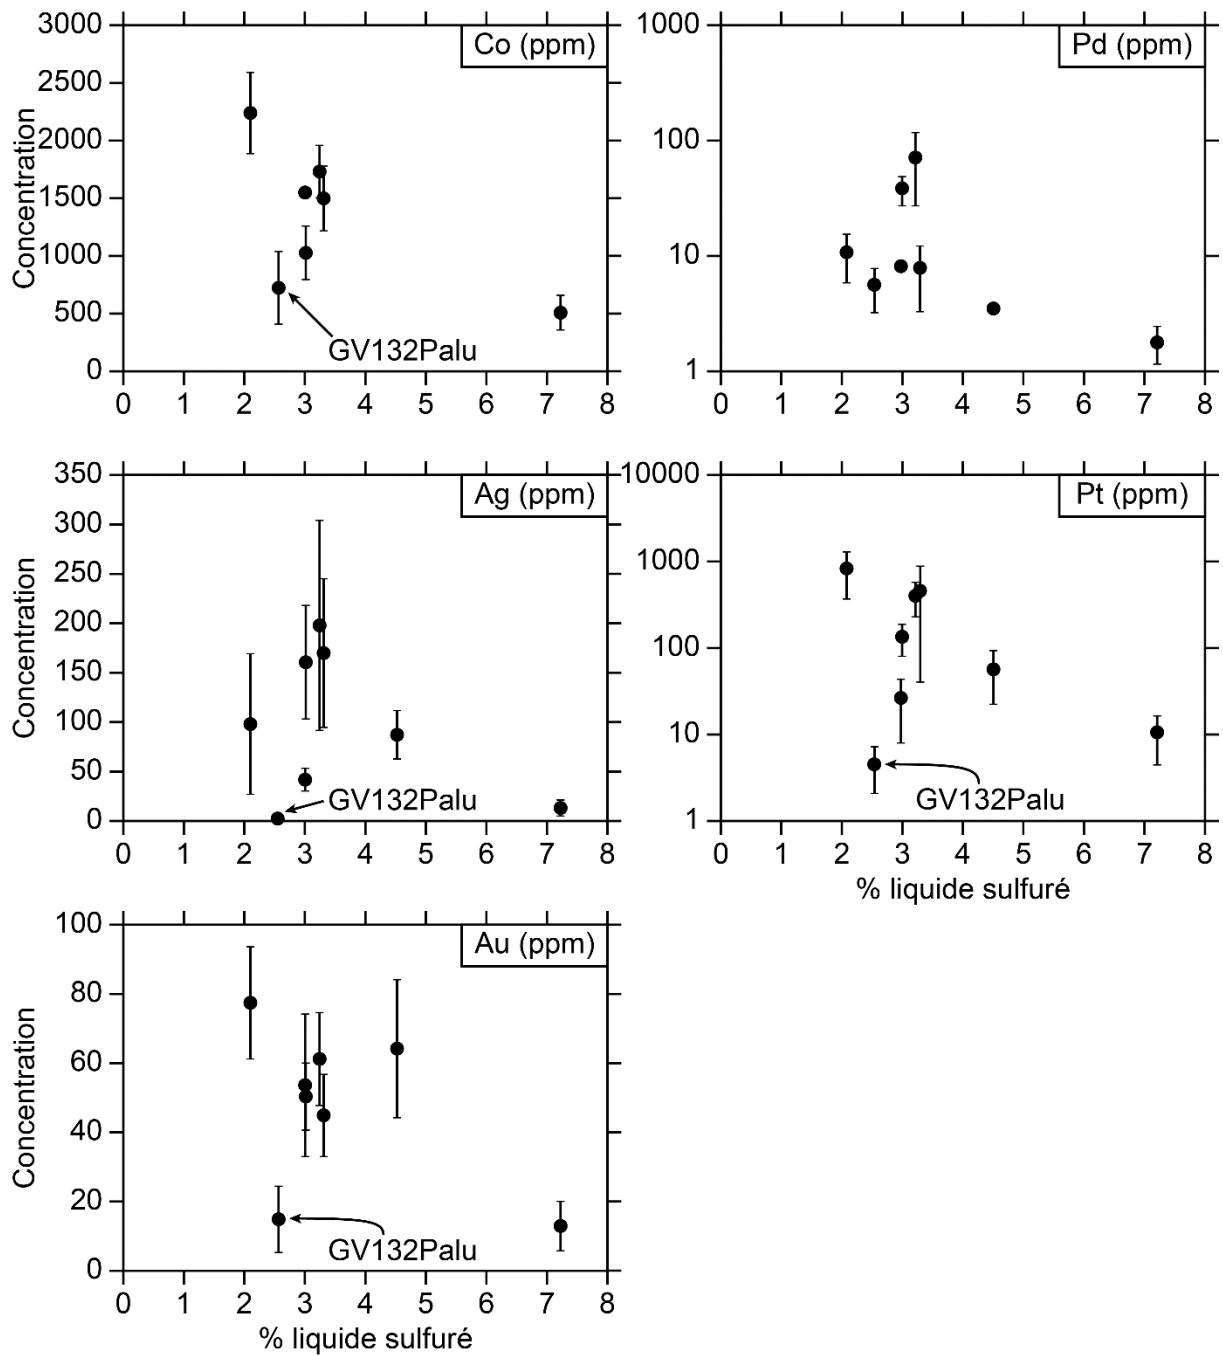 Co (ppm)
Concentration
3000
2500
2000
1500
1000
500
0
GV132Palu
0 1 2 3 4 5 6 7 8
Pd (ppm)
1000
100
10
1
0 1 2 3 4 5 6 7 8
Ag (ppm)
Concentration
350
300
250
200
150
100
50
0
GV132Palu
0 1 2 3 4 5 6 7 8
Pt (ppm)
10000
1000
100
10
1
GV132Palu
0 1 2 3 4 5 6 7 8
% liquide sulfuré
Au (ppm)
Concentration
100
80
60
40
20
0
GV132Palu
0 1 2 3 4 5 6 7 8
% liquide sulfuré